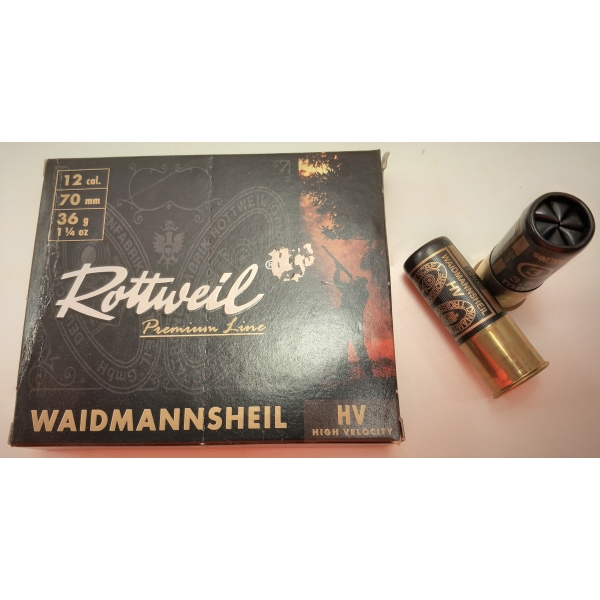 12 cal.
70 mm
36 g
1 ¼ oz
Rottweil
Premium Line
WAIDMANNSHEIL
HV
HIGH VELOCITY
WAIDMANNSHEIL
HV